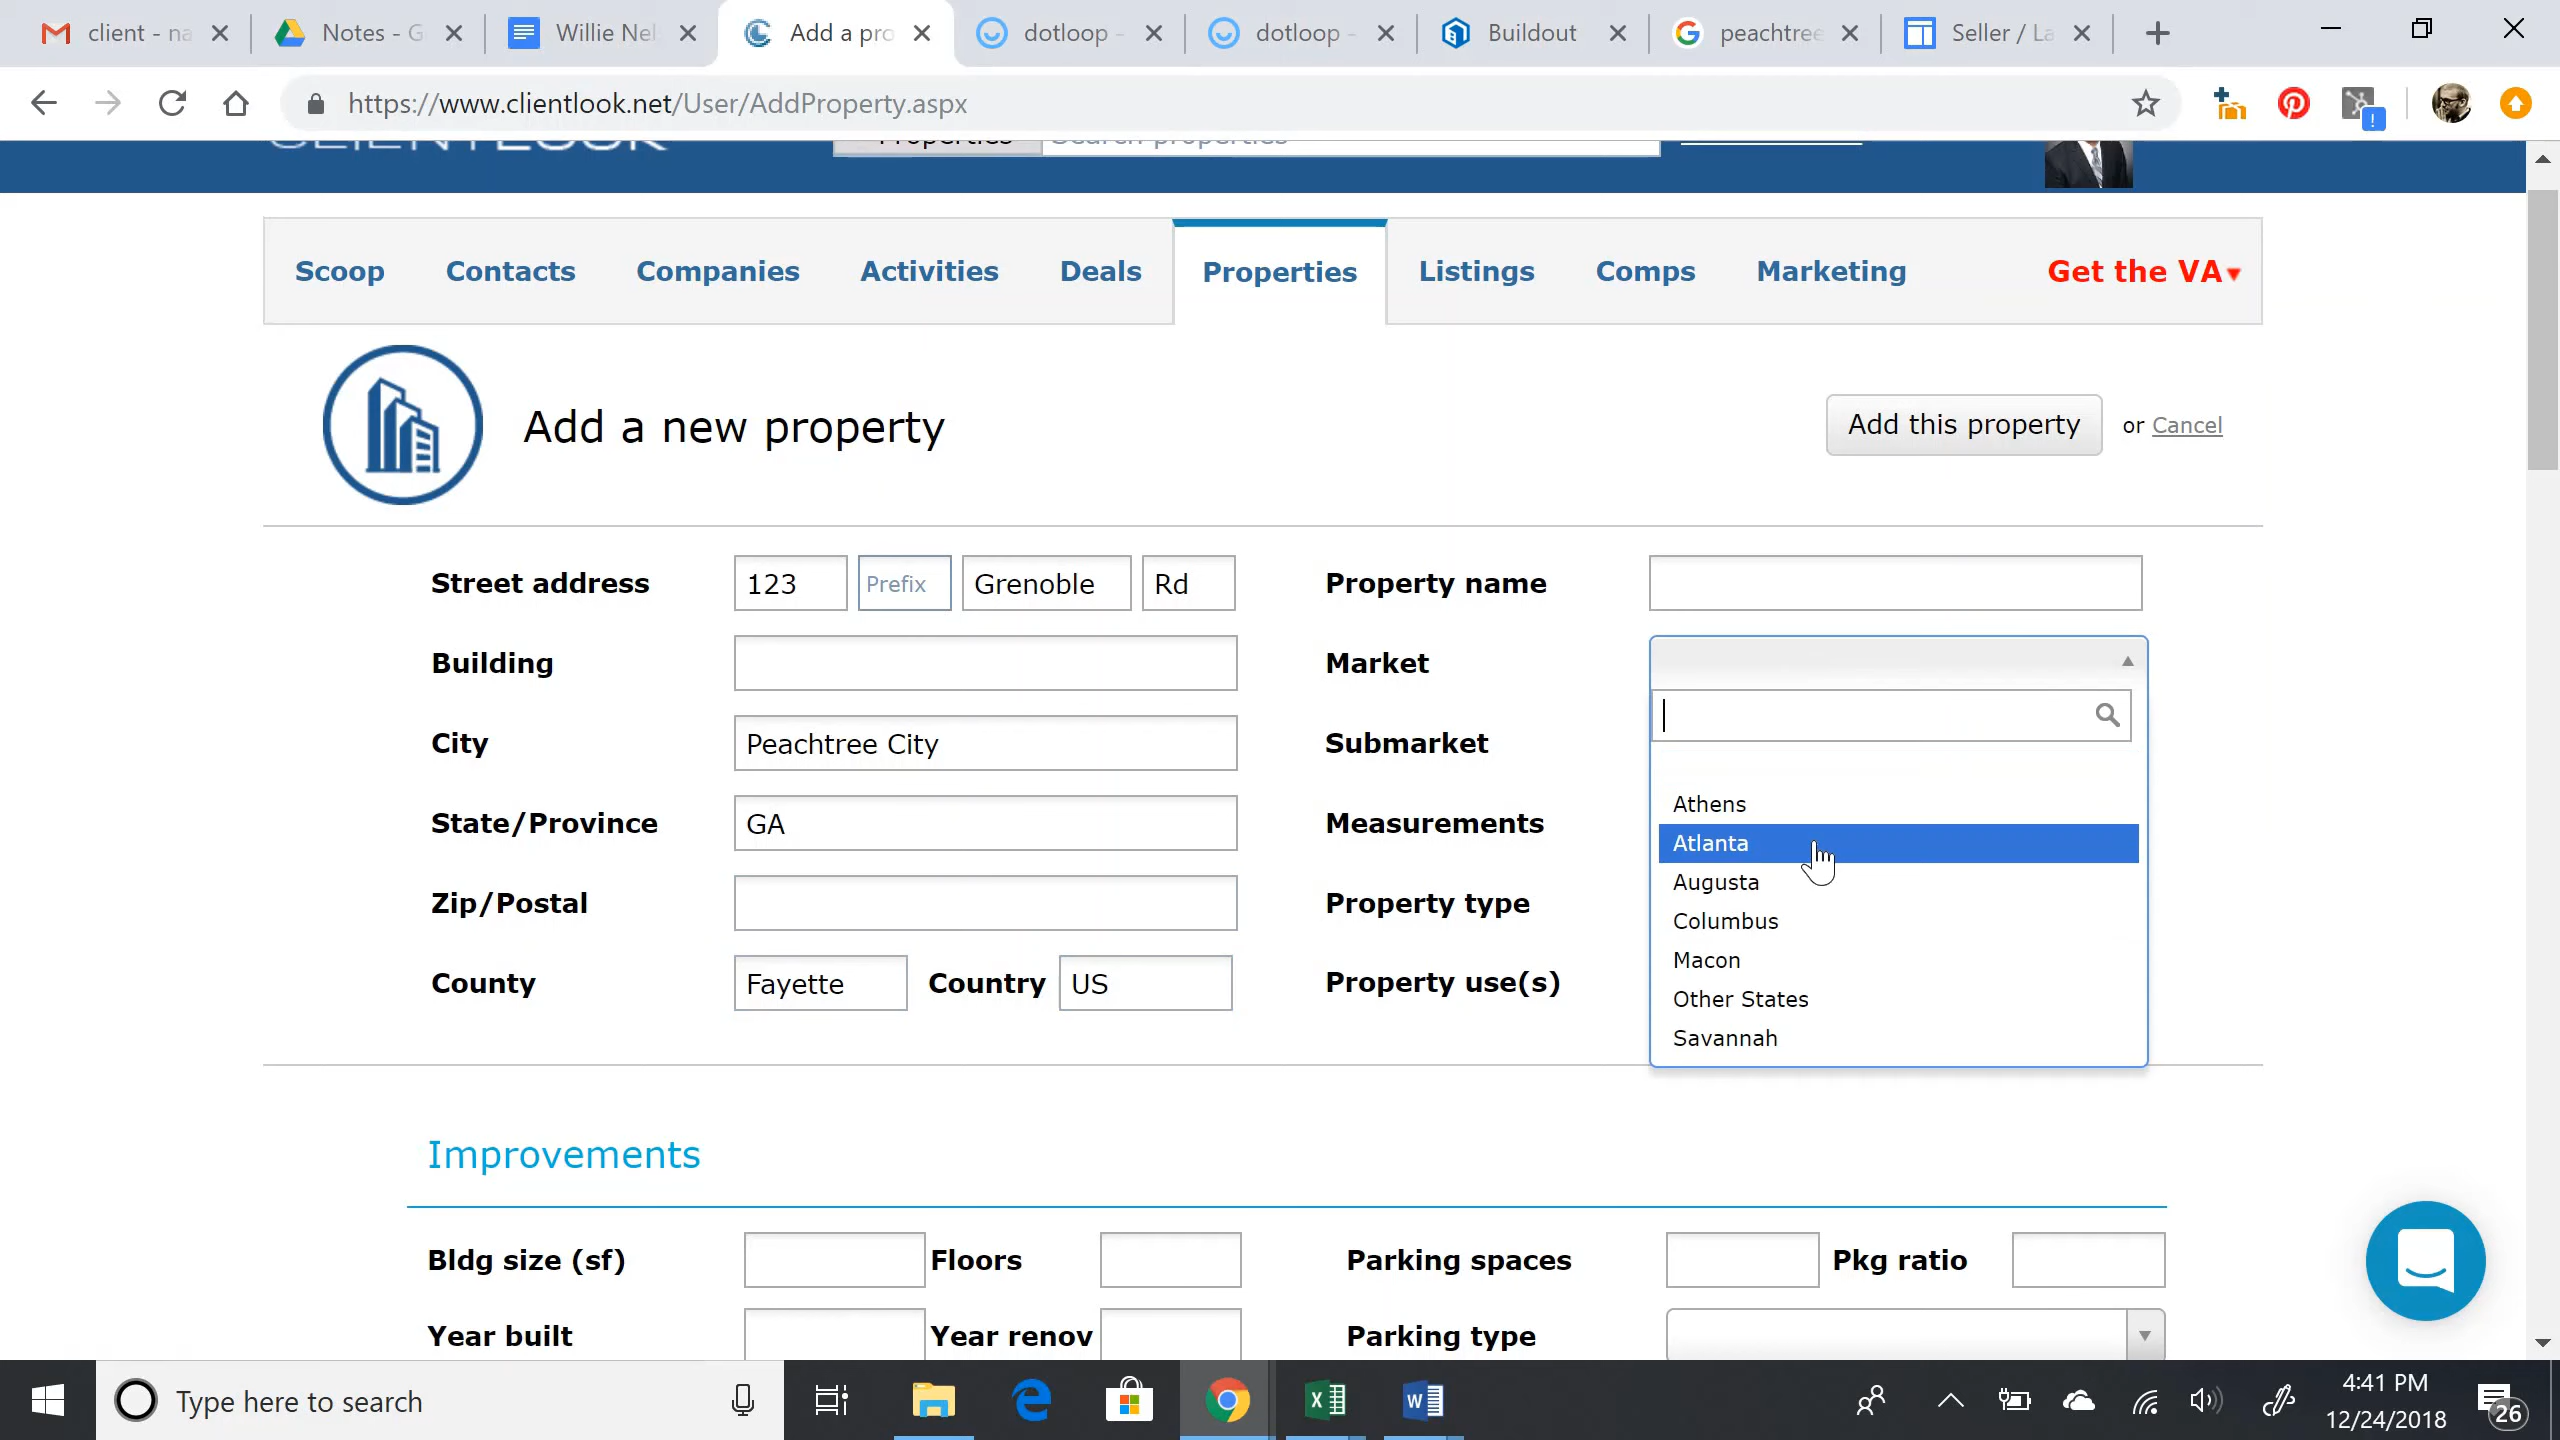 client - na
Notes - G
Willie Nel
Add a pro
dotloop -
dotloop -
Buildout
peachtree
Seller / La
https://www.clientlook.net/User/AddProperty.aspx
CLIENTLOOK Properties Search properties
Scoop Contacts Companies Activities Deals Properties Listings Comps Marketing Get the VA
Add a new property
Add this property or Cancel
Street address 123 Prefix Grenoble Rd Property name
Building Market
City Peachtree City Submarket
Athens
State/Province GA Measurements Atlanta
Augusta
Zip/Postal Property type Columbus
Macon
County Fayette Country US Property use(s) Other States
Savannah
Improvements
Bldg size (sf) Floors Parking spaces Pkg ratio
Year built Year renov Parking type
Type here to search
4:41 PM
12/24/2018
26